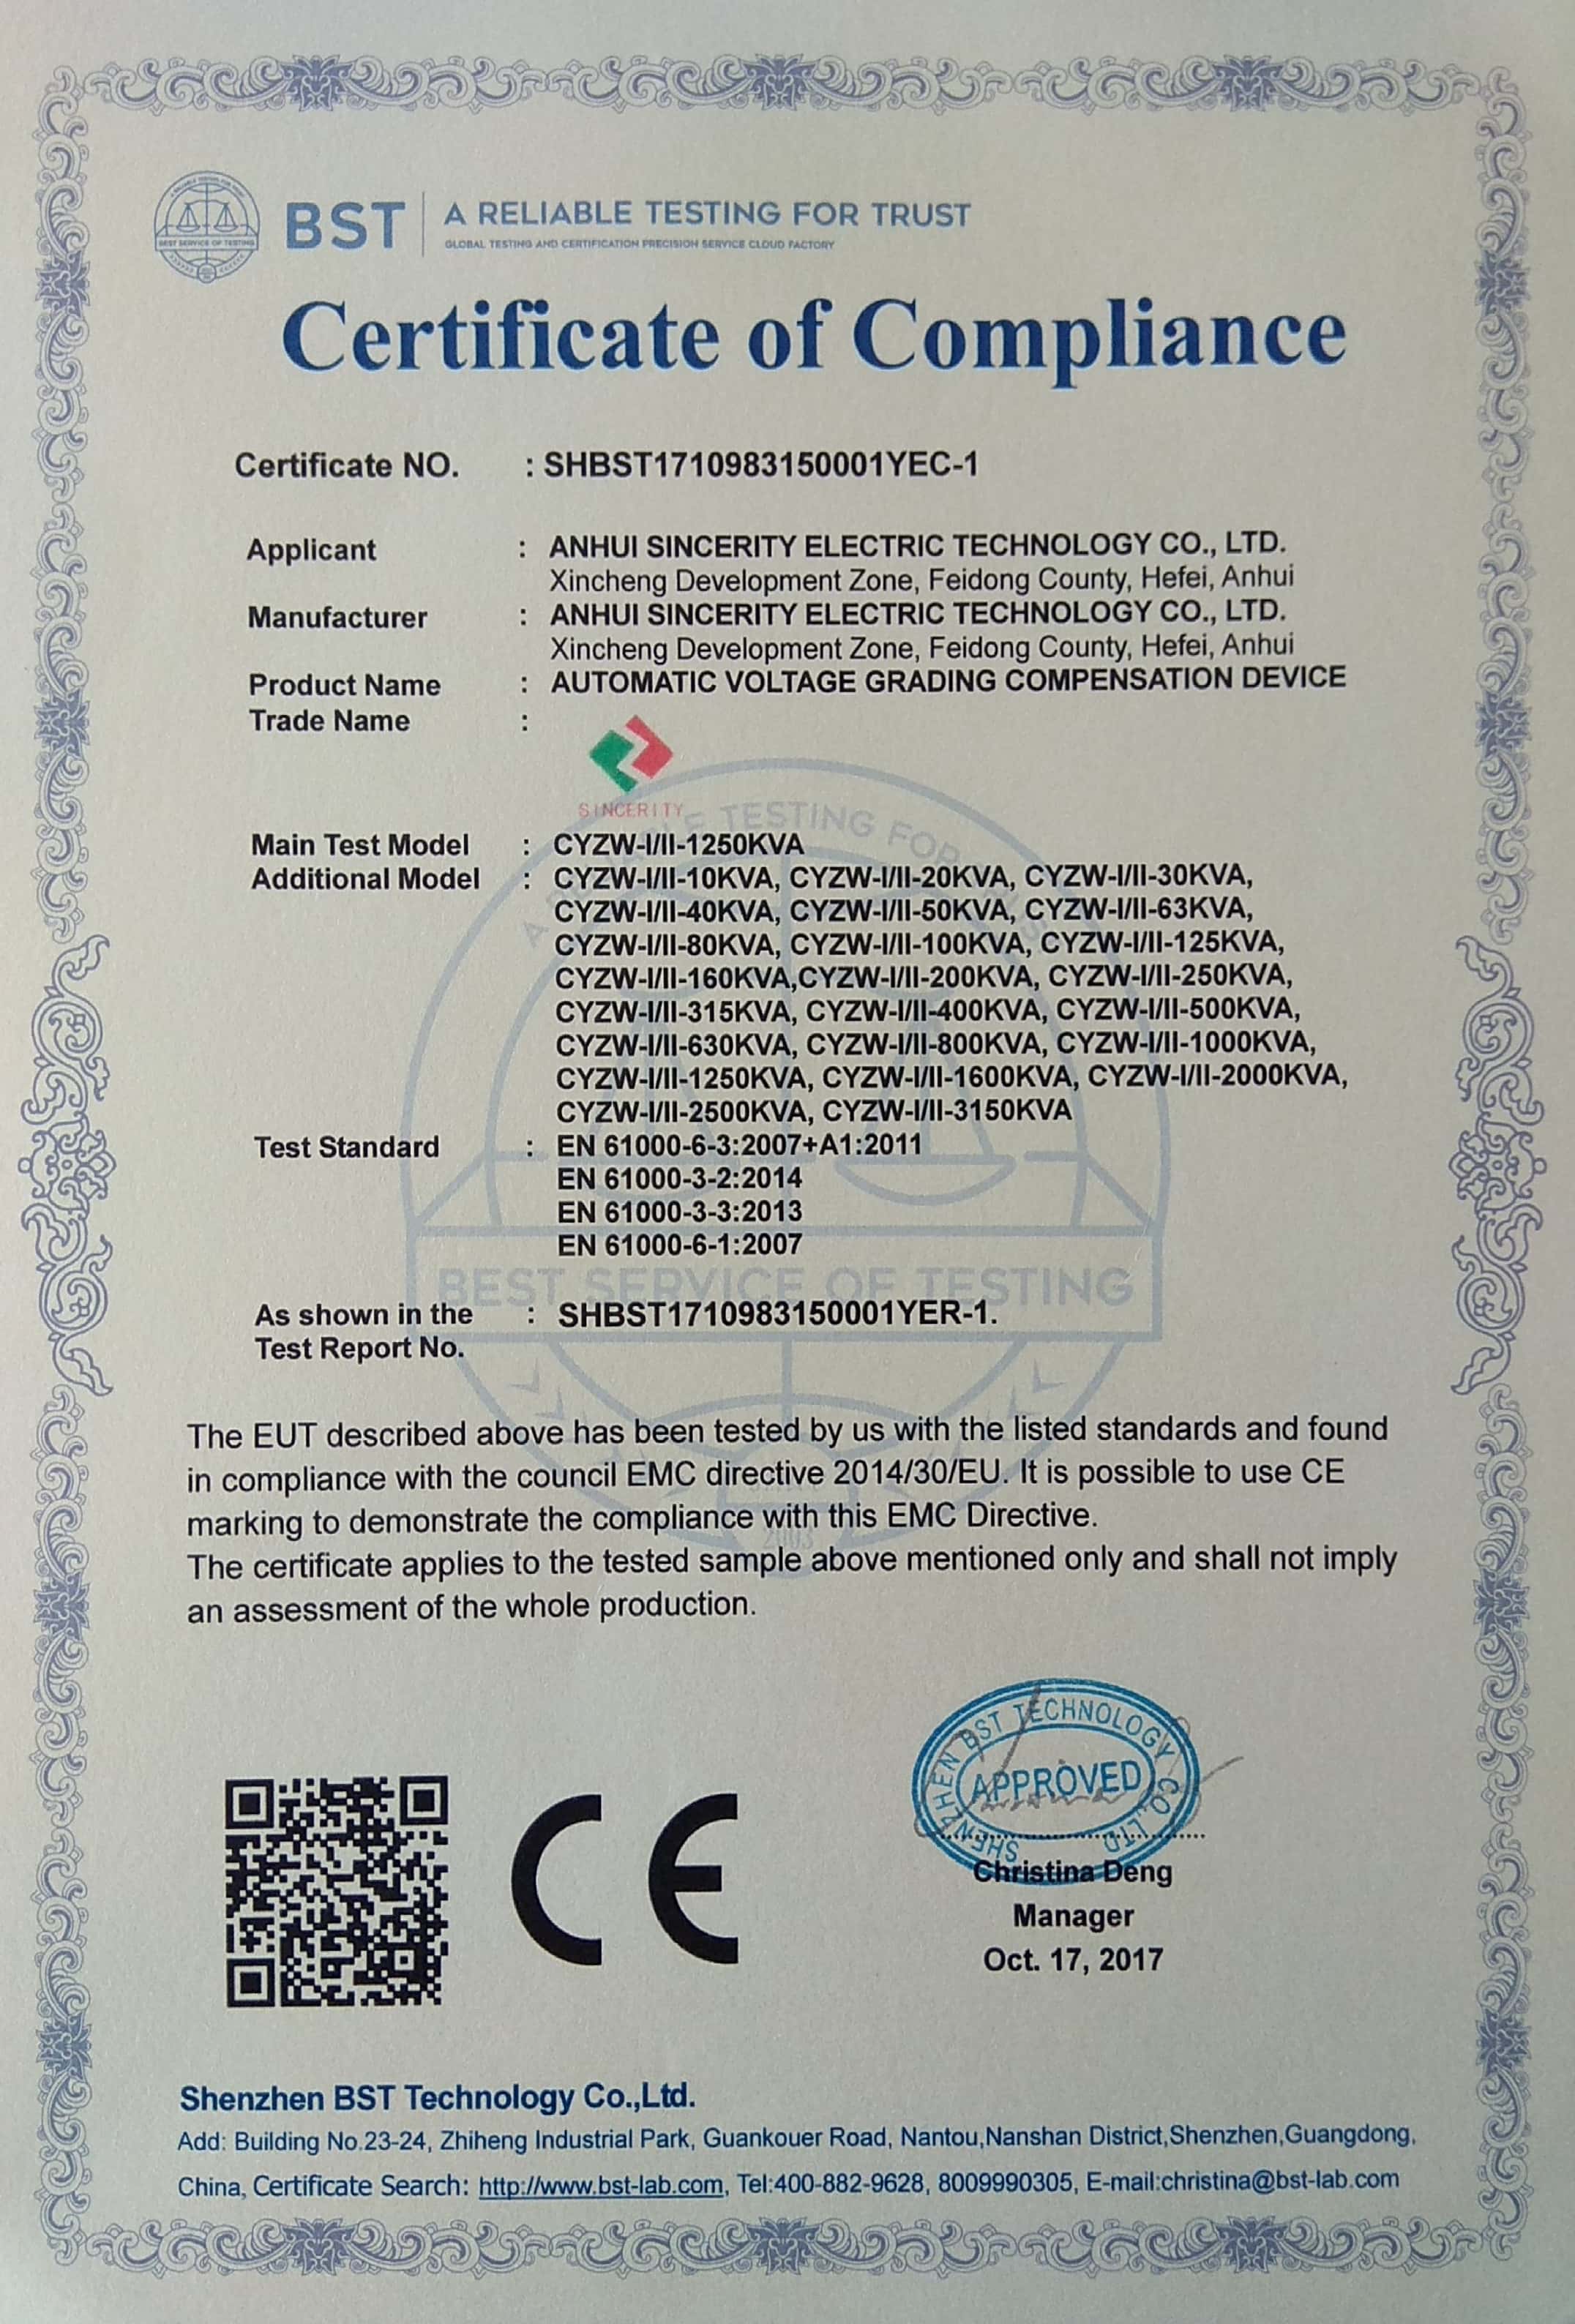 BEST SERVICE OF TESTING
BST
A RELIABLE TESTING FOR TRUST
GLOBAL TESTING AND CERTIFICATION PRECISION SERVICE CLOUD FACTORY
Certificate of Compliance
Certificate NO. : SHBST1710983150001YEC-1
Applicant : ANHUI SINCERITY ELECTRIC TECHNOLOGY CO., LTD.
Xincheng Development Zone, Feidong County, Hefei, Anhui
Manufacturer : ANHUI SINCERITY ELECTRIC TECHNOLOGY CO., LTD.
Xincheng Development Zone, Feidong County, Hefei, Anhui
Product Name : AUTOMATIC VOLTAGE GRADING COMPENSATION DEVICE
Trade Name :
SINCERITY
TESTING FOR
Main Test Model : CYZW-I/II-1250KVA
Additional Model : CYZW-I/II-10KVA, CYZW-I/II-20KVA, CYZW-I/II-30KVA,
CYZW-I/II-40KVA, CYZW-I/II-50KVA, CYZW-I/II-63KVA,
CYZW-I/II-80KVA, CYZW-I/II-100KVA, CYZW-I/II-125KVA,
CYZW-I/II-160KVA,CYZW-I/II-200KVA, CYZW-I/II-250KVA,
CYZW-I/II-315KVA, CYZW-I/II-400KVA, CYZW-I/II-500KVA,
CYZW-I/II-630KVA, CYZW-I/II-800KVA, CYZW-I/II-1000KVA,
CYZW-I/II-1250KVA, CYZW-I/II-1600KVA, CYZW-I/II-2000KVA,
CYZW-I/II-2500KVA, CYZW-I/II-3150KVA
Test Standard : EN 61000-6-3:2007+A1:2011
EN 61000-3-2:2014
EN 61000-3-3:2013
EN 61000-6-1:2007
BEST SERVICE OF TESTING
As shown in the : SHBST1710983150001YER-1.
Test Report No.
The EUT described above has been tested by us with the listed standards and found
in compliance with the council EMC directive 2014/30/EU. It is possible to use CE
marking to demonstrate the compliance with this EMC Directive.
2003
The certificate applies to the tested sample above mentioned only and shall not imply
an assessment of the whole production.
CE
SHENZHEN BST TECHNOLOGY CO., LTD
APPROVED
Christina Deng
Manager
Oct. 17, 2017
Shenzhen BST Technology Co.,Ltd.
Add: Building No.23-24, Zhiheng Industrial Park, Guankouer Road, Nantou,Nanshan District,Shenzhen,Guangdong,
China, Certificate Search: http://www.bst-lab.com, Tel:400-882-9628, 8009990305, E-mail:christina@bst-lab.com